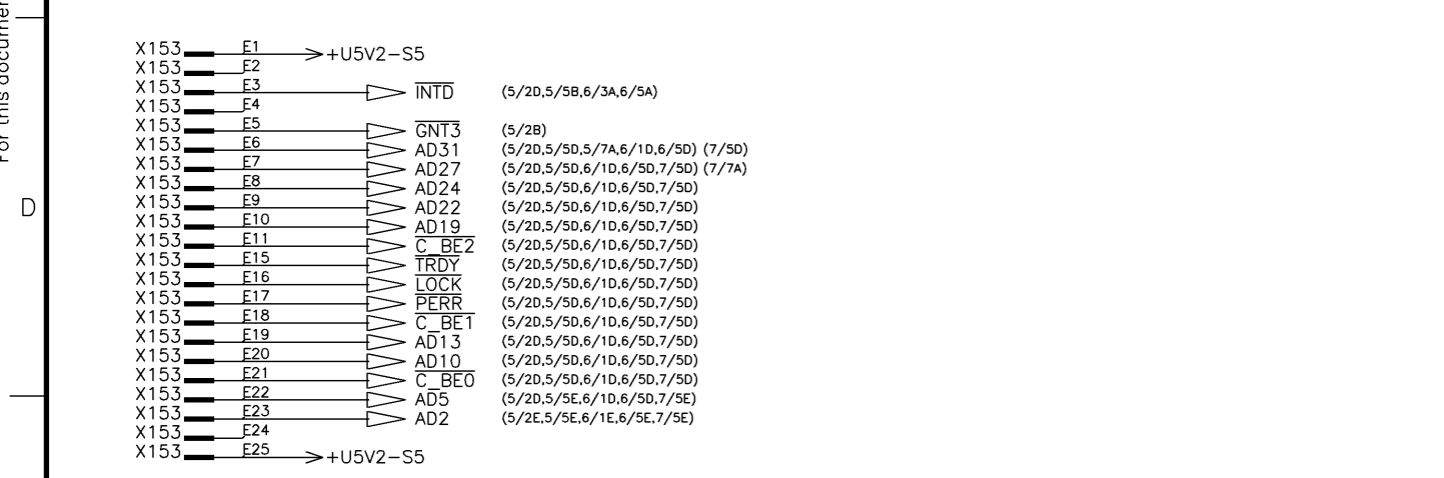 For this documen
D
X153 E1 +U5V2-S5
X153 E2
X153 E3 INTD (5/2D,5/5B,6/3A,6/5A)
X153 E4
X153 E5 GNT3 (5/2B)
X153 E6 AD31 (5/2D,5/5D,5/7A,6/1D,6/5D) (7/5D)
X153 E7 AD27 (5/2D,5/5D,6/1D,6/5D,7/5D) (7/7A)
X153 E8 AD24 (5/2D,5/5D,6/1D,6/5D,7/5D)
X153 E9 AD22 (5/2D,5/5D,6/1D,6/5D,7/5D)
X153 E10 AD19 (5/2D,5/5D,6/1D,6/5D,7/5D)
X153 E11 C_BE2 (5/2D,5/5D,6/1D,6/5D,7/5D)
X153 E15 TRDY (5/2D,5/5D,6/1D,6/5D,7/5D)
X153 E16 LOCK (5/2D,5/5D,6/1D,6/5D,7/5D)
X153 E17 PERR (5/2D,5/5D,6/1D,6/5D,7/5D)
X153 E18 C_BE1 (5/2D,5/5D,6/1D,6/5D,7/5D)
X153 E19 AD13 (5/2D,5/5D,6/1D,6/5D,7/5D)
X153 E20 AD10 (5/2D,5/5D,6/1D,6/5D,7/5D)
X153 E21 C_BE0 (5/2D,5/5D,6/1D,6/5D,7/5D)
X153 E22 AD5 (5/2D,5/5E,6/1D,6/5D,7/5E)
X153 E23 AD2 (5/2E,5/5E,6/1E,6/5E,7/5E)
X153 E24
X153 E25 +U5V2-S5